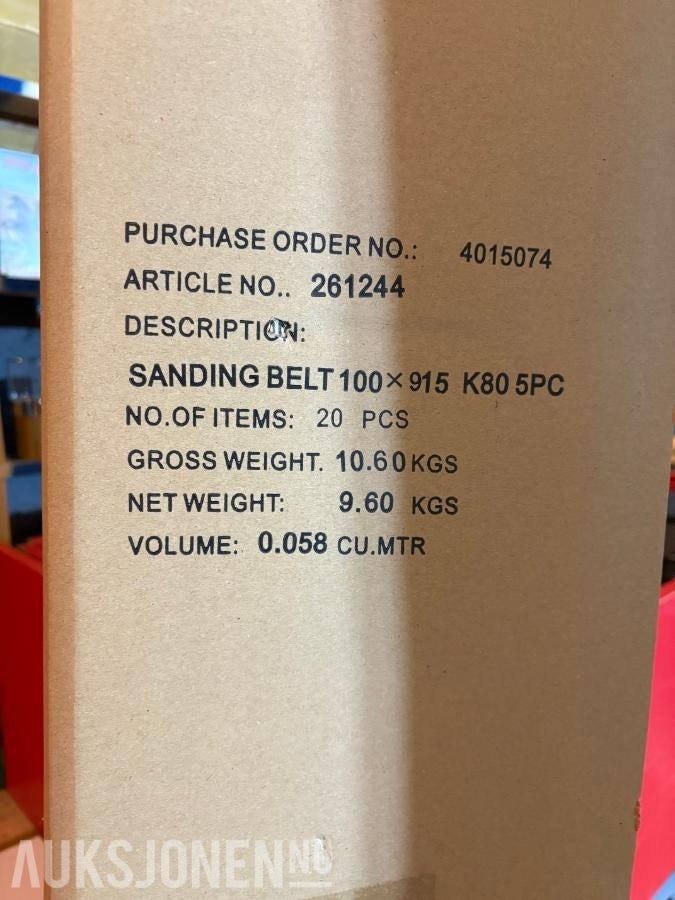 PURCHASE ORDER NO.: 4015074
ARTICLE NO.. 261244
DESCRIPTION:
SANDING BELT 100×915 K80 5PC
NO.OF ITEMS: 20 PCS
GROSS WEIGHT. 10.60 KGS
NET WEIGHT: 9.60 KGS
VOLUME: 0.058 CU.MTR
AUKSJONEN NO